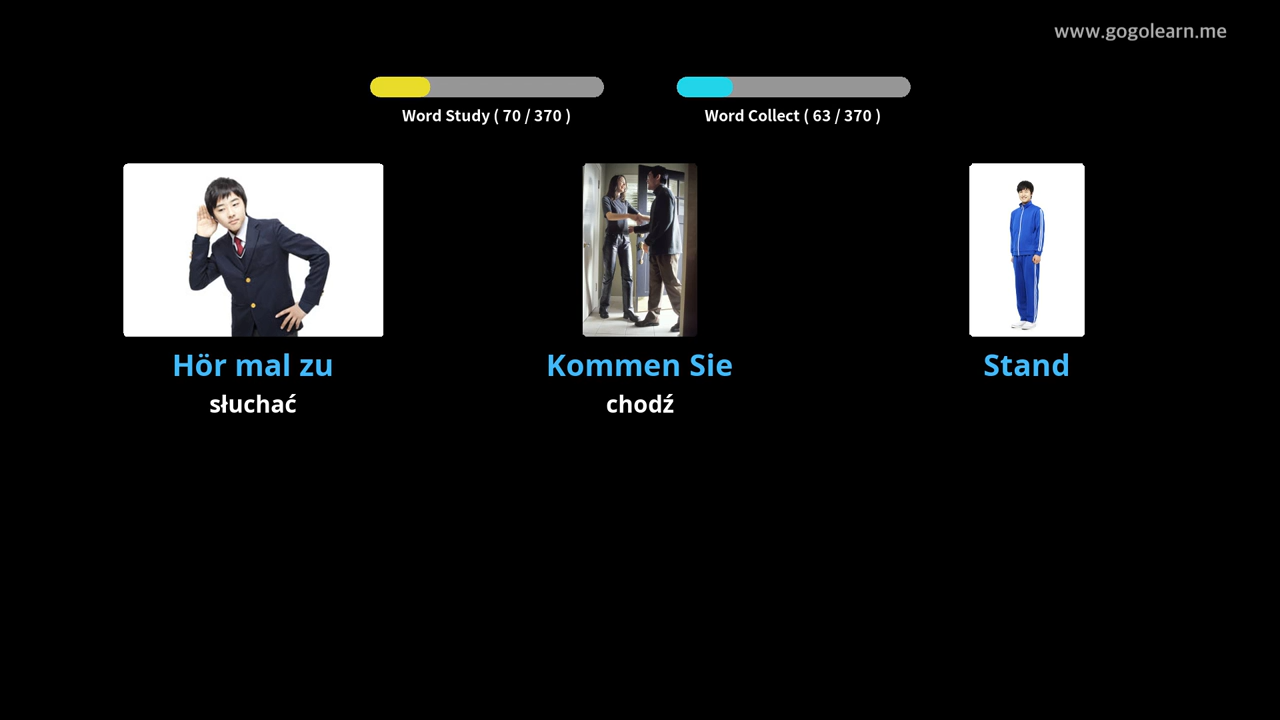 www.gogolearn.me
Word Study ( 70 / 370 )
Word Collect ( 63 / 370 )
Hör mal zu
słuchać
Kommen Sie
chodź
Stand